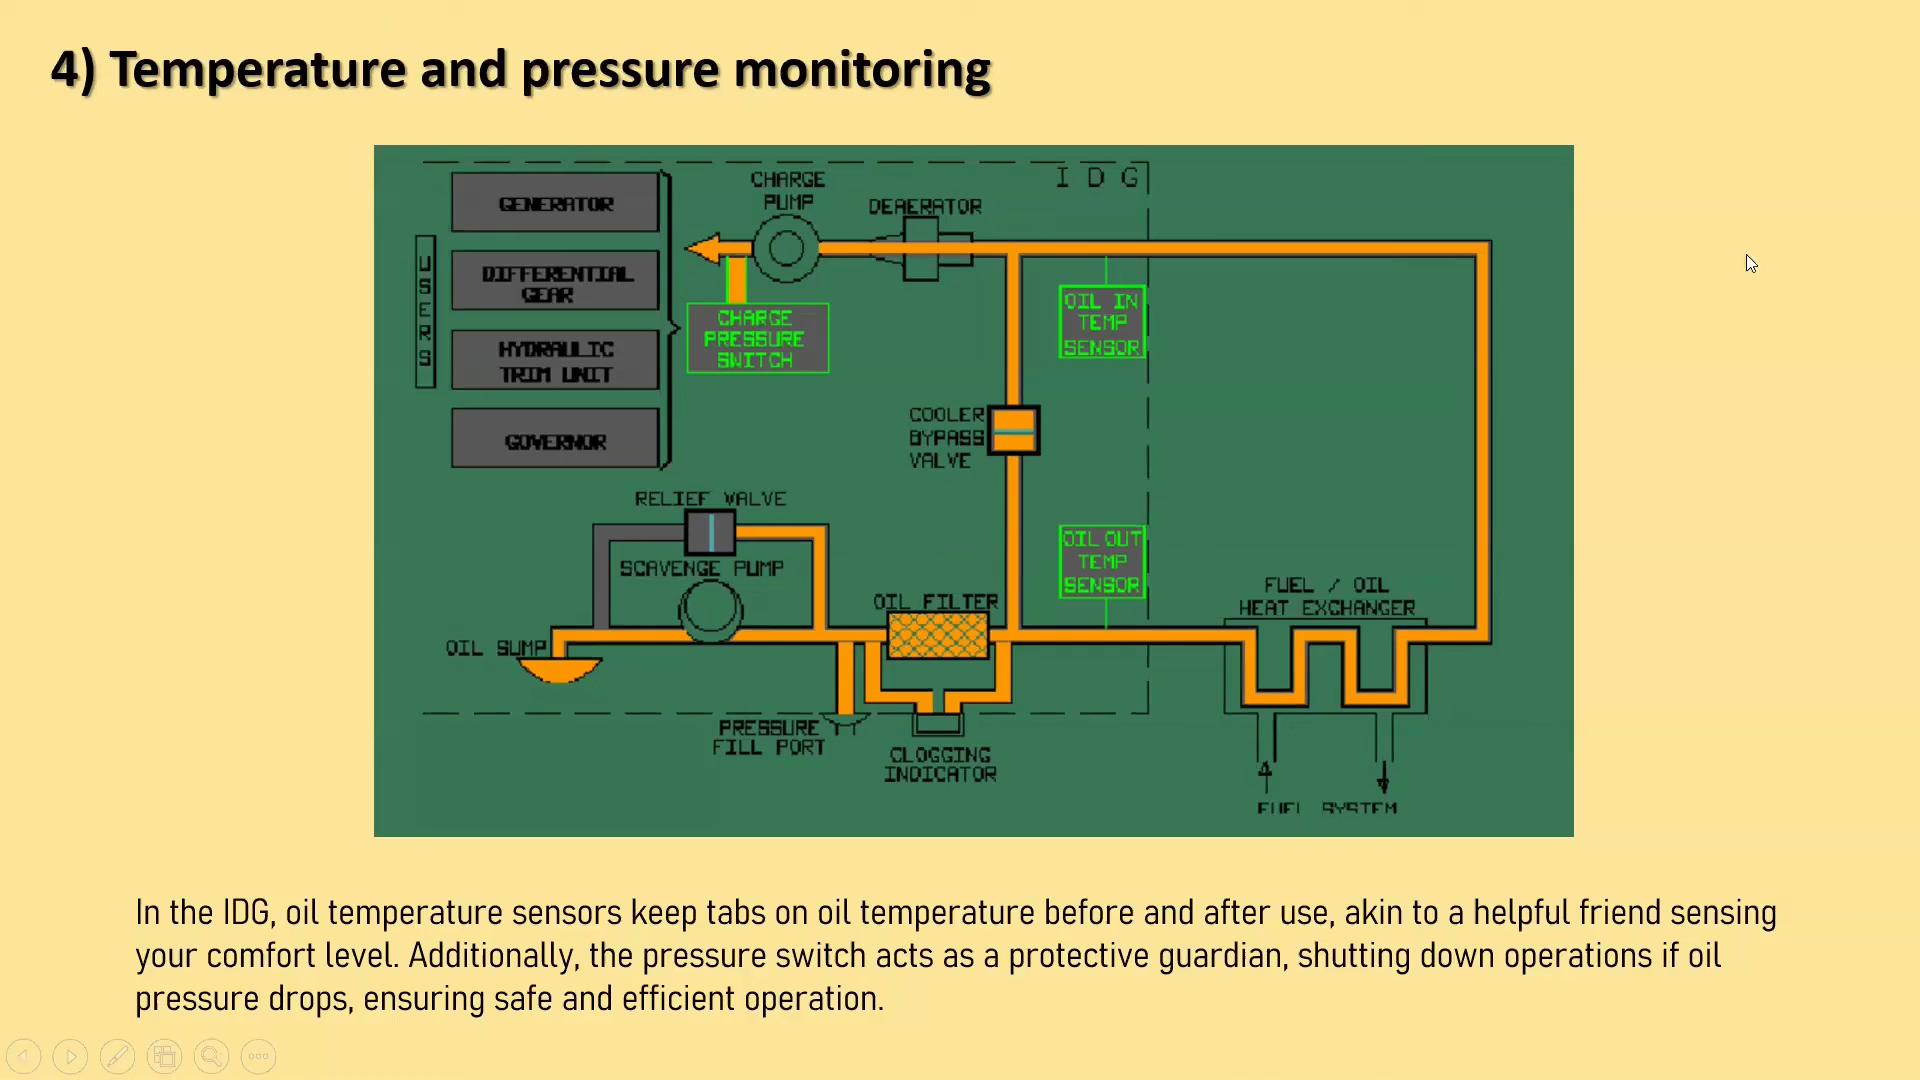 4) Temperature and pressure monitoring
I D G
CHARGE
PUMP
DEAERATOR
GENERATOR
USERS
DIFFERENTIAL
GEAR
HYDRAULIC
TRIM UNIT
GOVERNOR
CHARGE
PRESSURE
SWITCH
OIL IN
TEMP
SENSOR
COOLER
BYPASS
VALVE
RELIEF VALVE
SCAVENGE PUMP
OIL OUT
TEMP
SENSOR
OIL FILTER
FUEL / OIL
HEAT EXCHANGER
OIL SUMP
PRESSURE
FILL PORT
CLOGGING
INDICATOR
FUEL SYSTEM
In the IDG, oil temperature sensors keep tabs on oil temperature before and after use, akin to a helpful friend sensing
your comfort level. Additionally, the pressure switch acts as a protective guardian, shutting down operations if oil
pressure drops, ensuring safe and efficient operation.